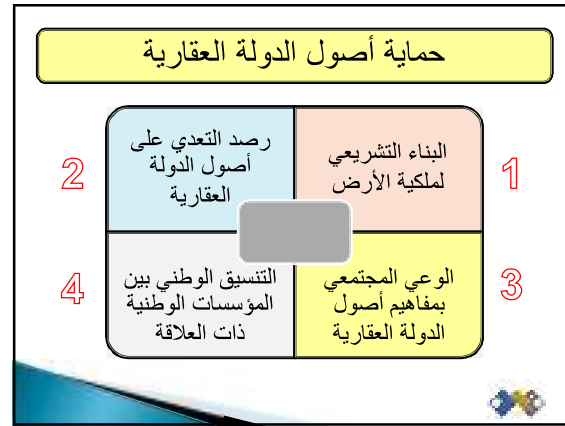 حماية أصول الدولة العقارية
1
البناء التشريعي
لملكية الأرض
رصد التعدي على
أصول الدولة
العقارية
2
3
الوعي المجتمعي
بمفاهيم أصول
الدولة العقارية
التنسيق الوطني بين
المؤسسات الوطنية
ذات العلاقة
4